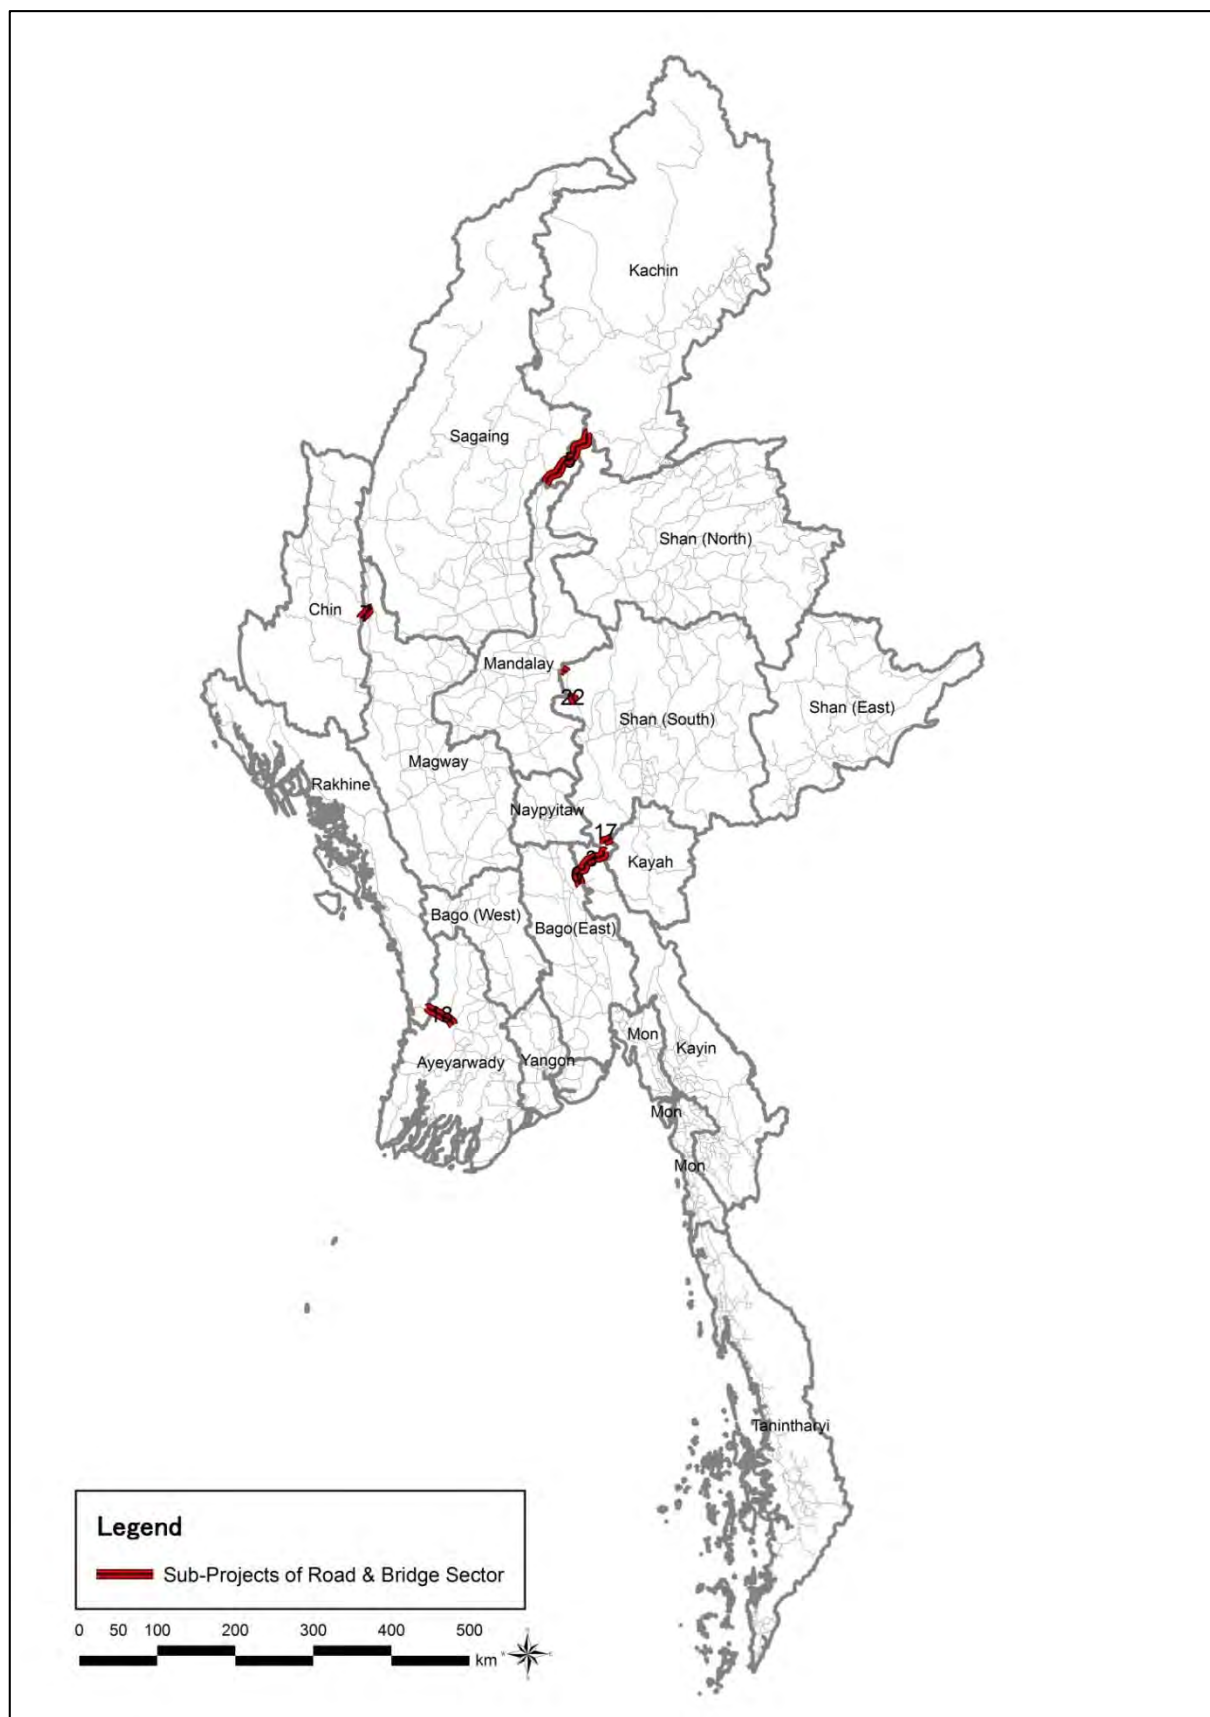 Kachin
Sagaing
Shan (North)
Chin
7
Mandalay
22
Shan (South)
Shan (East)
Magway
Rakhine
Naypyitaw
17
Kayah
Bago (West)
Bago(East)
18
Mon
Kayin
Ayeyarwady
Yangon
Mon
Mon
Tanintharyi
Legend
Sub-Projects of Road & Bridge Sector
0 50 100 200 300 400 500
km